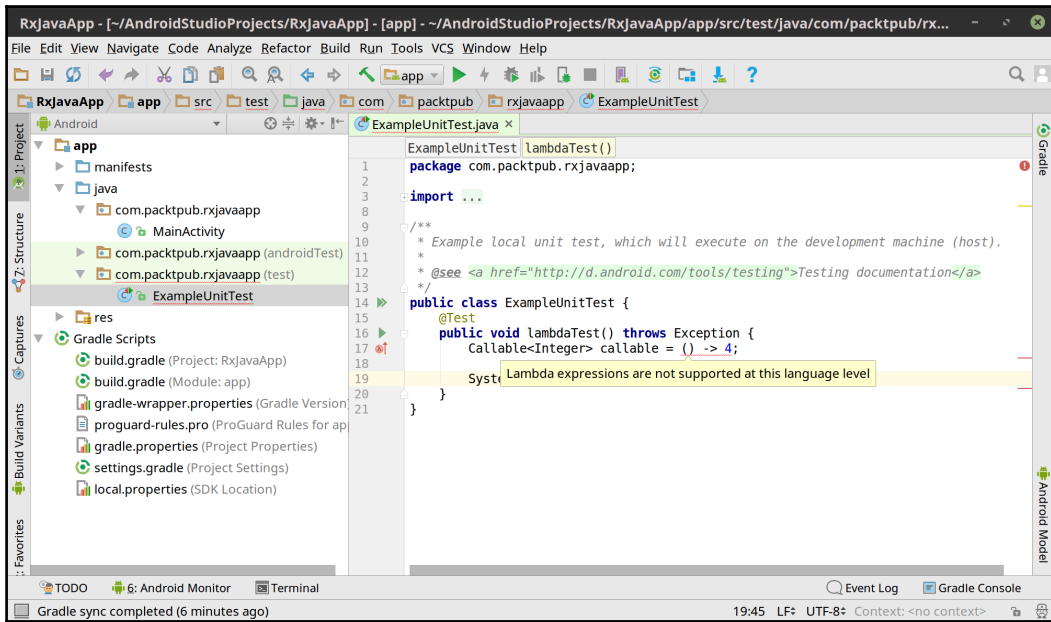 RxJavaApp - [~/AndroidStudioProjects/RxJavaApp] - [app] - ~/AndroidStudioProjects/RxJavaApp/app/src/test/java/com/packtpub/rx...
File Edit View Navigate Code Analyze Refactor Build Run Tools VCS Window Help
app
RxJavaApp app src test java com packtpub rxjavaapp ExampleUnitTest
Android
ExampleUnitTest.java
ExampleUnitTest lambdaTest()
1: Project
7: Structure
Captures
Build Variants
Favorites
app
manifests
java
com.packtpub.rxjavaapp
MainActivity
com.packtpub.rxjavaapp (androidTest)
com.packtpub.rxjavaapp (test)
ExampleUnitTest
res
Gradle Scripts
build.gradle (Project: RxJavaApp)
build.gradle (Module: app)
gradle-wrapper.properties (Gradle Version)
proguard-rules.pro (ProGuard Rules for ap
gradle.properties (Project Properties)
settings.gradle (Project Settings)
local.properties (SDK Location)
1 package com.packtpub.rxjavaapp;
2
3 import ...
8
9 /**
10 * Example local unit test, which will execute on the development machine (host).
11 *
12 * @see <a href="http://d.android.com/tools/testing">Testing documentation</a>
13 */
14 public class ExampleUnitTest {
15 @Test
16 public void lambdaTest() throws Exception {
17 Callable<Integer> callable = () -> 4;
18
Lambda expressions are not supported at this language level
19 Syst
20 }
21 }
Gradle
Android Model
TODO 6: Android Monitor Terminal Event Log Gradle Console
Gradle sync completed (6 minutes ago) 19:45 LF UTF-8 Context: <no context>